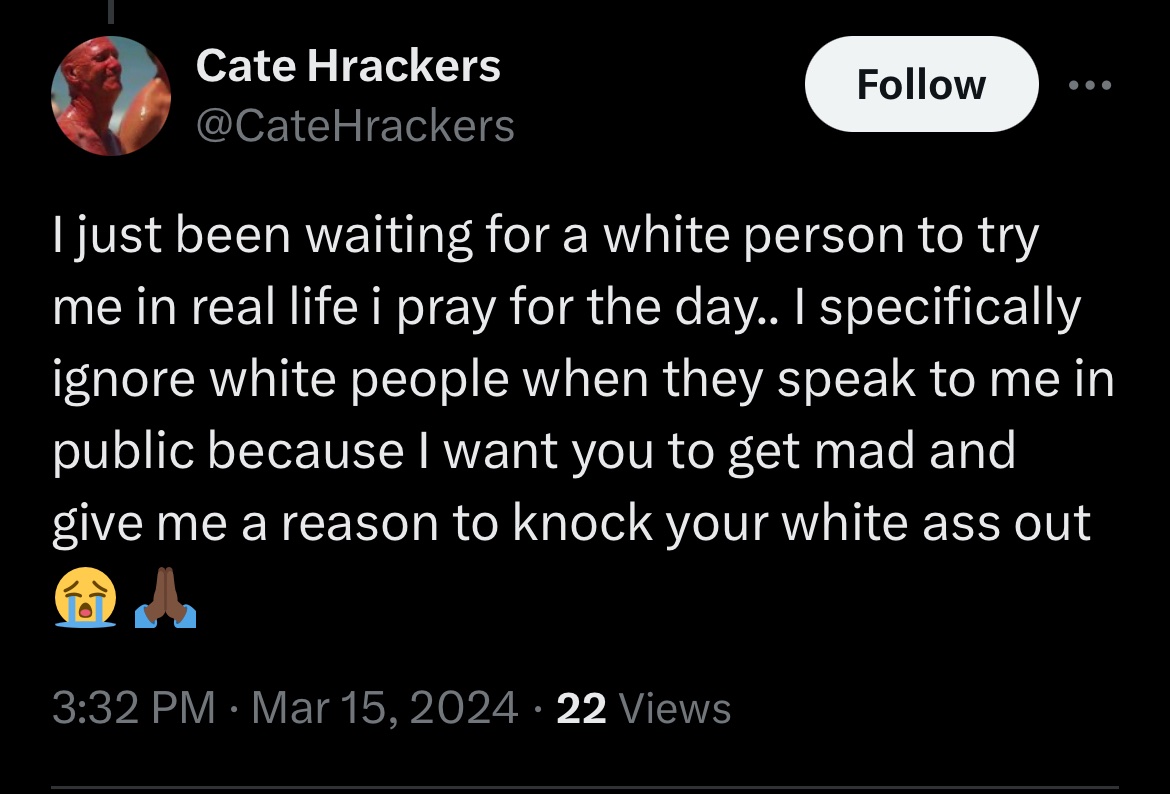 Cate Hrackers
@CateHrackers
Follow
I just been waiting for a white person to try
me in real life i pray for the day.. I specifically
ignore white people when they speak to me in
public because I want you to get mad and
give me a reason to knock your white ass out
😭 🙏🏾
3:32 PM · Mar 15, 2024 · 22 Views